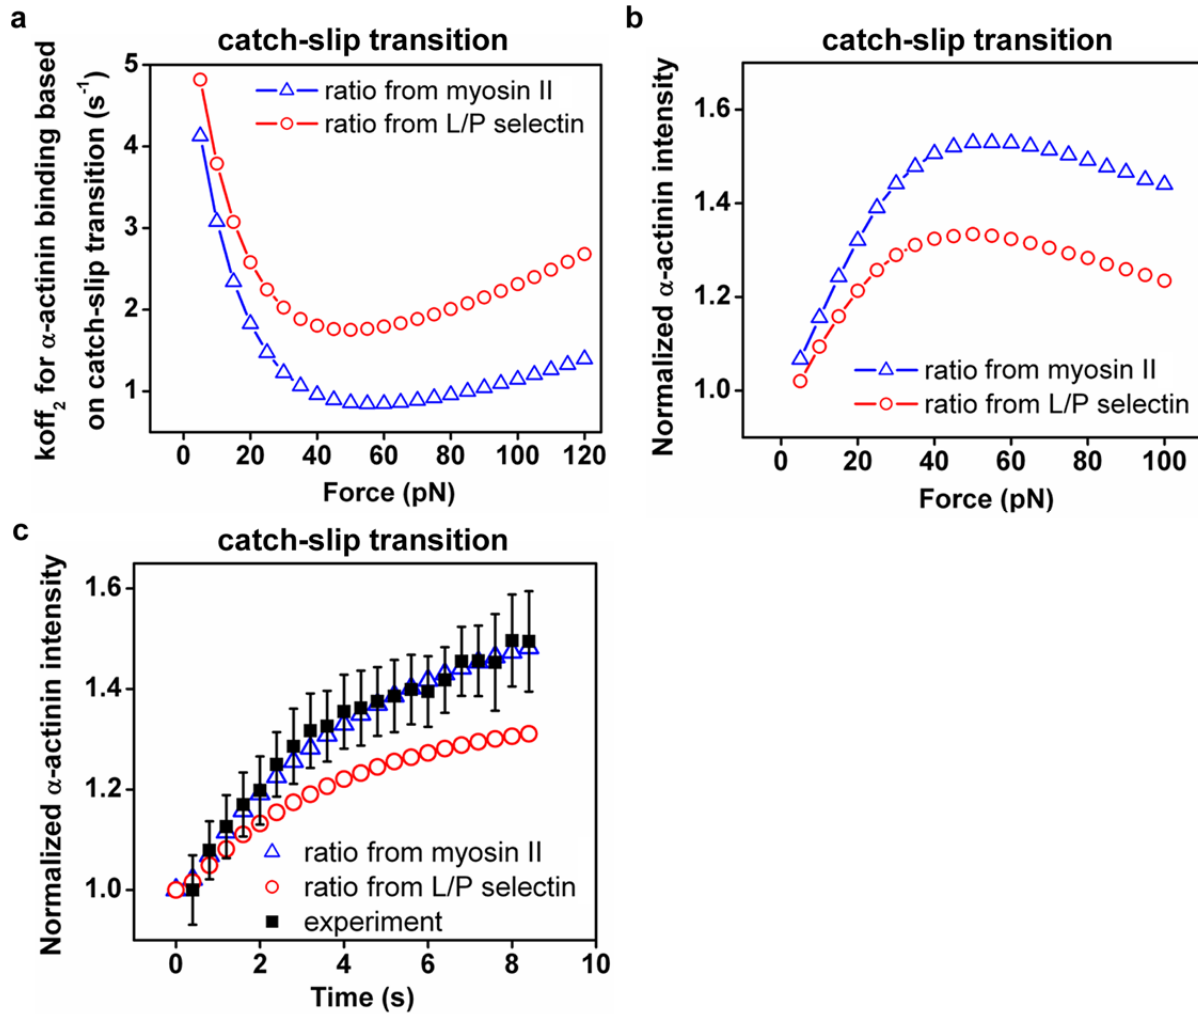 a
catch-slip transition
koff₂ for α-actinin binding based
on catch-slip transition (s⁻¹)
5
4
3
2
1
ratio from myosin II
ratio from L/P selectin
0 20 40 60 80 100 120
Force (pN)
b
catch-slip transition
Normalized α-actinin intensity
1.6
1.4
1.2
1.0
ratio from myosin II
ratio from L/P selectin
0 20 40 60 80 100
Force (pN)
c
catch-slip transition
Normalized α-actinin intensity
1.6
1.4
1.2
1.0
ratio from myosin II
ratio from L/P selectin
experiment
0 2 4 6 8 10
Time (s)